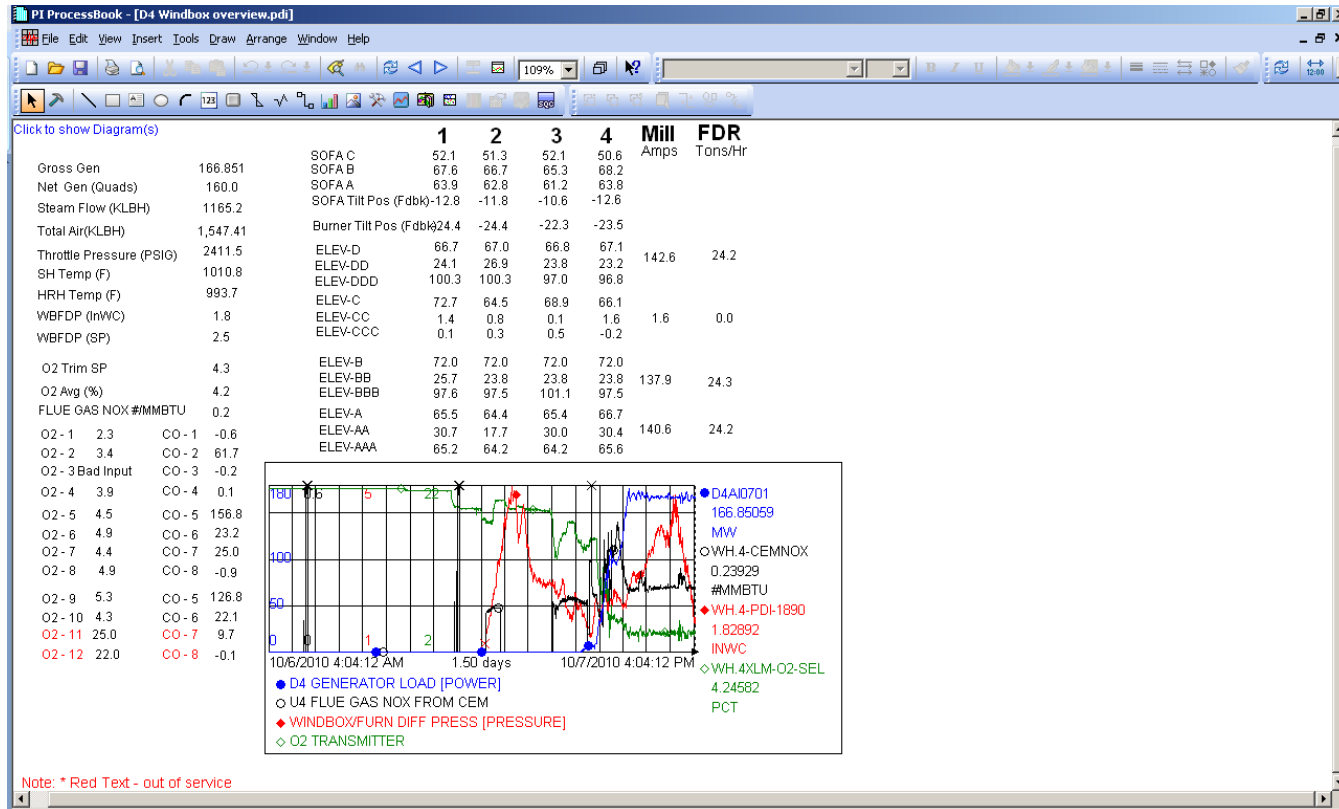 PI ProcessBook - [D4 Windbox overview.pdi]
File Edit View Insert Tools Draw Arrange Window Help
109%
B I U
12:00
123
SQC
Click to show Diagram(s)
1 2 3 4 Mill FDR
Amps Tons/Hr
SOFA C 52.1 51.3 52.1 50.6
Gross Gen 166.851 SOFA B 67.6 66.7 65.3 68.2
Net Gen (Quads) 160.0 SOFA A 63.9 62.8 61.2 63.8
Steam Flow (KLBH) 1165.2 SOFA Tilt Pos (Fdbk)-12.8 -11.8 -10.6 -12.6
Total Air(KLBH) 1,547.41 Burner Tilt Pos (Fdbk)-24.4 -24.4 -22.3 -23.5
Throttle Pressure (PSIG) 2411.5 ELEV-D 66.7 67.0 66.8 67.1 142.6 24.2
SH Temp (F) 1010.8 ELEV-DD 24.1 26.9 23.8 23.2
ELEV-DDD 100.3 100.3 97.0 96.8
HRH Temp (F) 993.7 ELEV-C 72.7 64.5 68.9 66.1
WBFDP (InWC) 1.8 ELEV-CC 1.4 0.8 0.1 1.6 1.6 0.0
WBFDP (SP) 2.5 ELEV-CCC 0.1 0.3 0.5 -0.2
O2 Trim SP 4.3 ELEV-B 72.0 72.0 72.0 72.0
ELEV-BB 25.7 23.8 23.8 23.8 137.9 24.3
O2 Avg (%) 4.2 ELEV-BBB 97.6 97.5 101.1 97.5
FLUE GAS NOX #/MMBTU 0.2 ELEV-A 65.5 64.4 65.4 66.7
O2 - 1 2.3 CO - 1 -0.6 ELEV-AA 30.7 17.7 30.0 30.4 140.6 24.2
O2 - 2 3.4 CO - 2 61.7 ELEV-AAA 65.2 64.2 64.2 65.6
O2 - 3 Bad Input CO - 3 -0.2
O2 - 4 3.9 CO - 4 0.1
O2 - 5 4.5 CO - 5 156.8
O2 - 6 4.9 CO - 6 23.2
O2 - 7 4.4 CO - 7 25.0
O2 - 8 4.9 CO - 8 -0.9
O2 - 9 5.3 CO - 5 126.8
O2 - 10 4.3 CO - 6 22.1
O2 - 11 25.0 CO - 7 9.7
O2 - 12 22.0 CO - 8 -0.1
180 0.6 5 22
100
50
0 0 1 2
10/6/2010 4:04:12 AM 1.50 days 10/7/2010 4:04:12 PM
D4AI0701
166.85059
MW
WH.4-CEMNOX
0.23929
#MMBTU
WH.4-PDI-1890
1.82892
INWC
WH.4XLM-O2-SEL
4.24582
PCT
D4 GENERATOR LOAD [POWER]
U4 FLUE GAS NOX FROM CEM
WINDBOX/FURN DIFF PRESS [PRESSURE]
O2 TRANSMITTER
Note: * Red Text - out of service